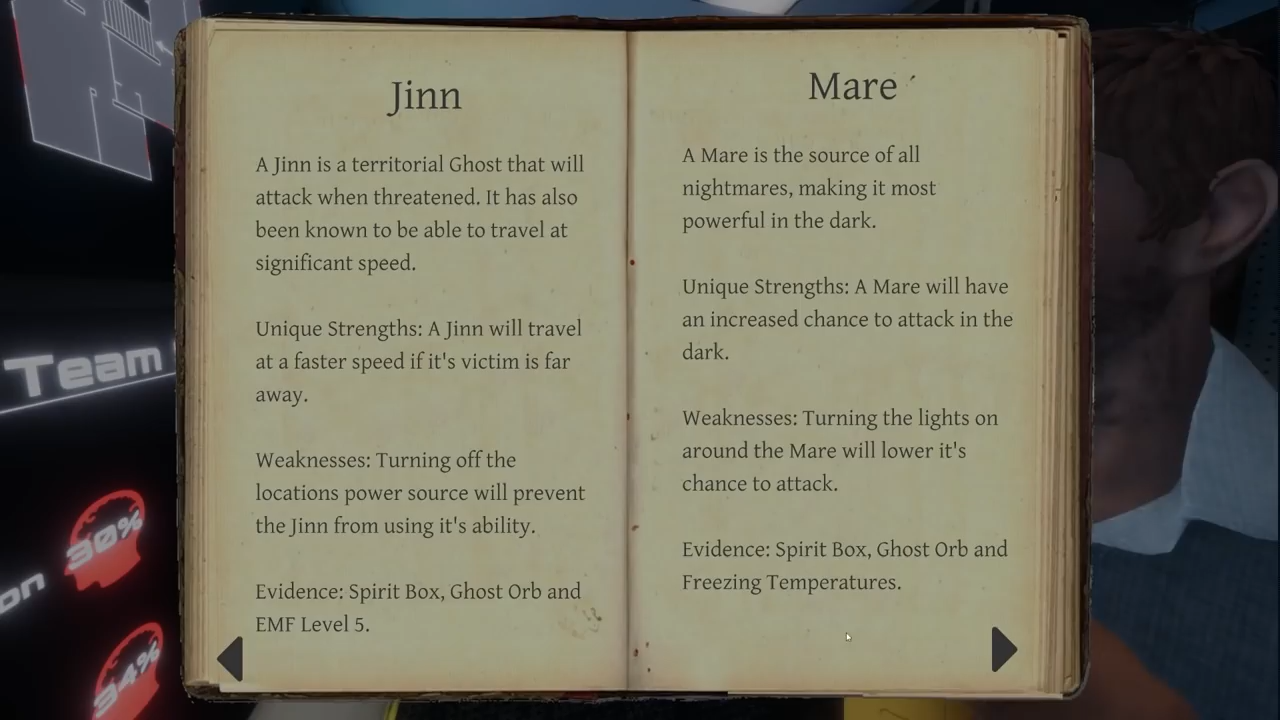 Jinn
A Jinn is a territorial Ghost that will
attack when threatened. It has also
been known to be able to travel at
significant speed.
Unique Strengths: A Jinn will travel
at a faster speed if it's victim is far
away.
Weaknesses: Turning off the
locations power source will prevent
the Jinn from using it's ability.
Evidence: Spirit Box, Ghost Orb and
EMF Level 5.
Mare
A Mare is the source of all
nightmares, making it most
powerful in the dark.
Unique Strengths: A Mare will have
an increased chance to attack in the
dark.
Weaknesses: Turning the lights on
around the Mare will lower it's
chance to attack.
Evidence: Spirit Box, Ghost Orb and
Freezing Temperatures.
Team
30%
on
34%